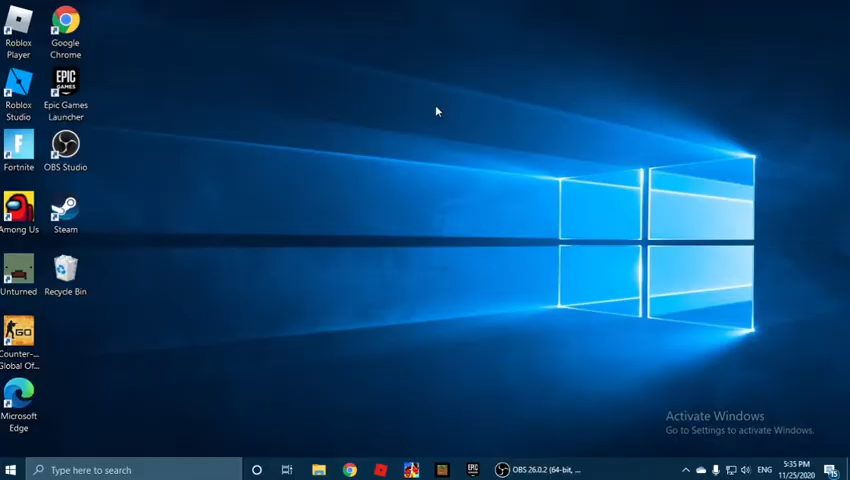 Roblox
Player
Google
Chrome
Roblox
Studio
EPIC
GAMES
Epic Games
Launcher
F
Fortnite
OBS Studio
Among Us
Steam
Unturned
Recycle Bin
GO
Counter-...
Global Of...
Microsoft
Edge
Activate Windows
Go to Settings to activate Windows.
Type here to search
EPIC
OBS 26.0.2 (64-bit, ...
ENG
5:35 PM
11/25/2020
15